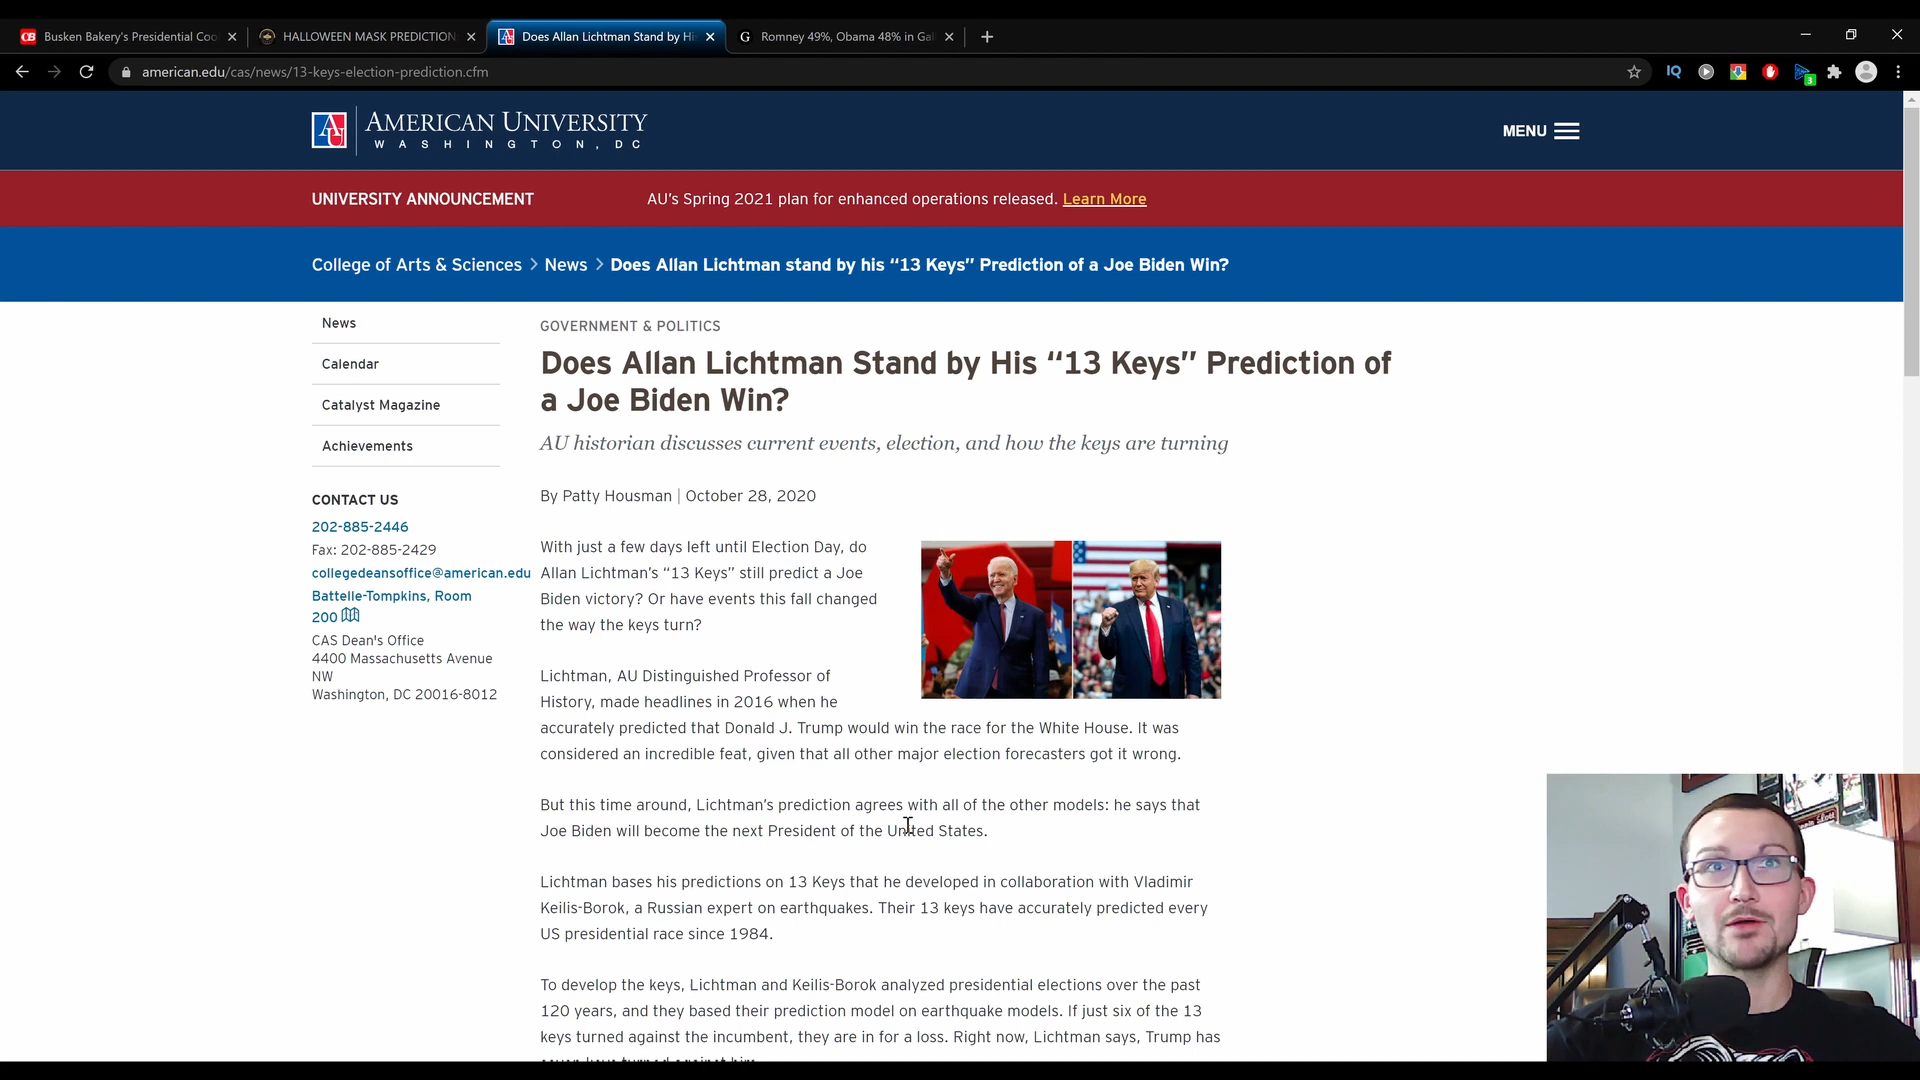 Busken Bakery's Presidential Coo
HALLOWEEN MASK PREDICTION
Does Allan Lichtman Stand by Hi
Romney 49%, Obama 48% in Gal
american.edu/cas/news/13-keys-election-prediction.cfm
IQ
3
AMERICAN UNIVERSITY
WASHINGTON, DC
MENU
UNIVERSITY ANNOUNCEMENT
AU's Spring 2021 plan for enhanced operations released. Learn More
College of Arts & Sciences > News > Does Allan Lichtman stand by his “13 Keys” Prediction of a Joe Biden Win?
News
Calendar
Catalyst Magazine
Achievements
CONTACT US
202-885-2446
Fax: 202-885-2429
collegedeansoffice@american.edu
Battelle-Tompkins, Room
200
CAS Dean's Office
4400 Massachusetts Avenue
NW
Washington, DC 20016-8012
GOVERNMENT & POLITICS
Does Allan Lichtman Stand by His “13 Keys” Prediction of
a Joe Biden Win?
AU historian discusses current events, election, and how the keys are turning
By Patty Housman | October 28, 2020
With just a few days left until Election Day, do
Allan Lichtman’s “13 Keys” still predict a Joe
Biden victory? Or have events this fall changed
the way the keys turn?
Lichtman, AU Distinguished Professor of
History, made headlines in 2016 when he
accurately predicted that Donald J. Trump would win the race for the White House. It was
considered an incredible feat, given that all other major election forecasters got it wrong.
But this time around, Lichtman’s prediction agrees with all of the other models: he says that
Joe Biden will become the next President of the United States.
Lichtman bases his predictions on 13 Keys that he developed in collaboration with Vladimir
Keilis-Borok, a Russian expert on earthquakes. Their 13 keys have accurately predicted every
US presidential race since 1984.
To develop the keys, Lichtman and Keilis-Borok analyzed presidential elections over the past
120 years, and they based their prediction model on earthquake models. If just six of the 13
keys turned against the incumbent, they are in for a loss. Right now, Lichtman says, Trump has
seven keys turned against him.